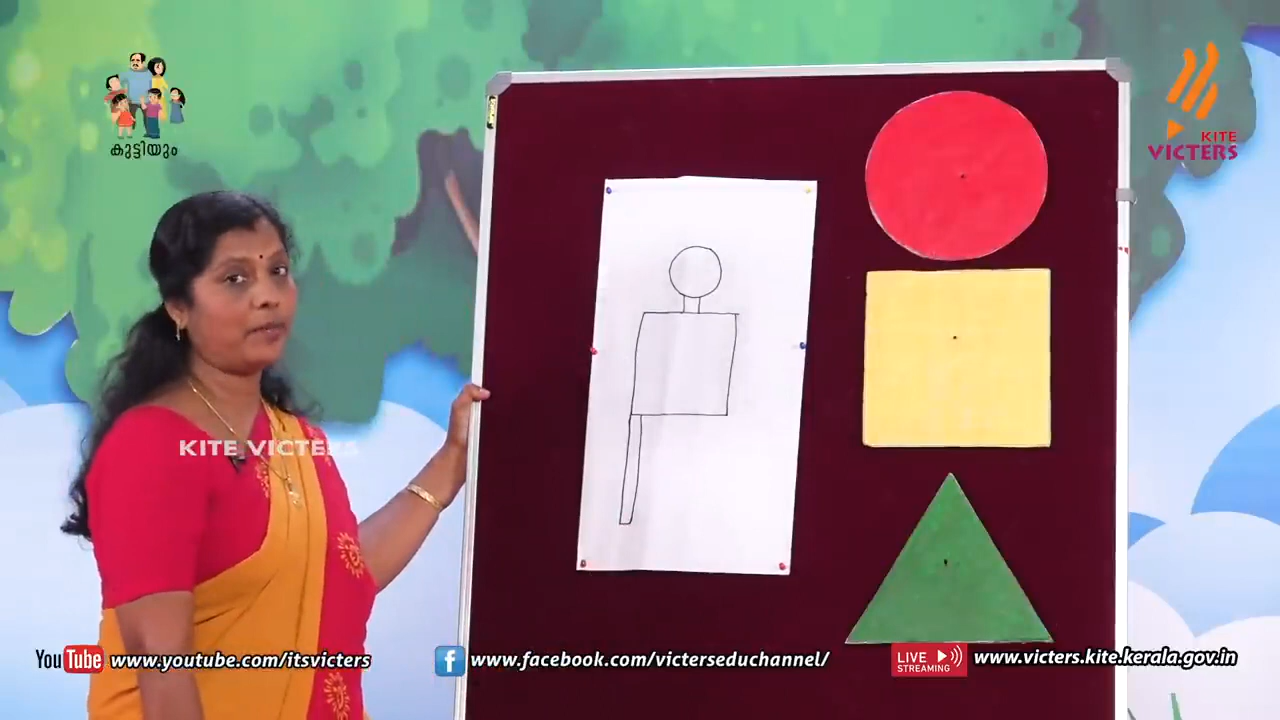 കുട്ടിയും
KITE
VICTERS
KITE VICTERS
YouTube www.youtube.com/itsvicters
f www.facebook.com/victerseduchannel/
LIVE
STREAMING
www.victers.kite.kerala.gov.in